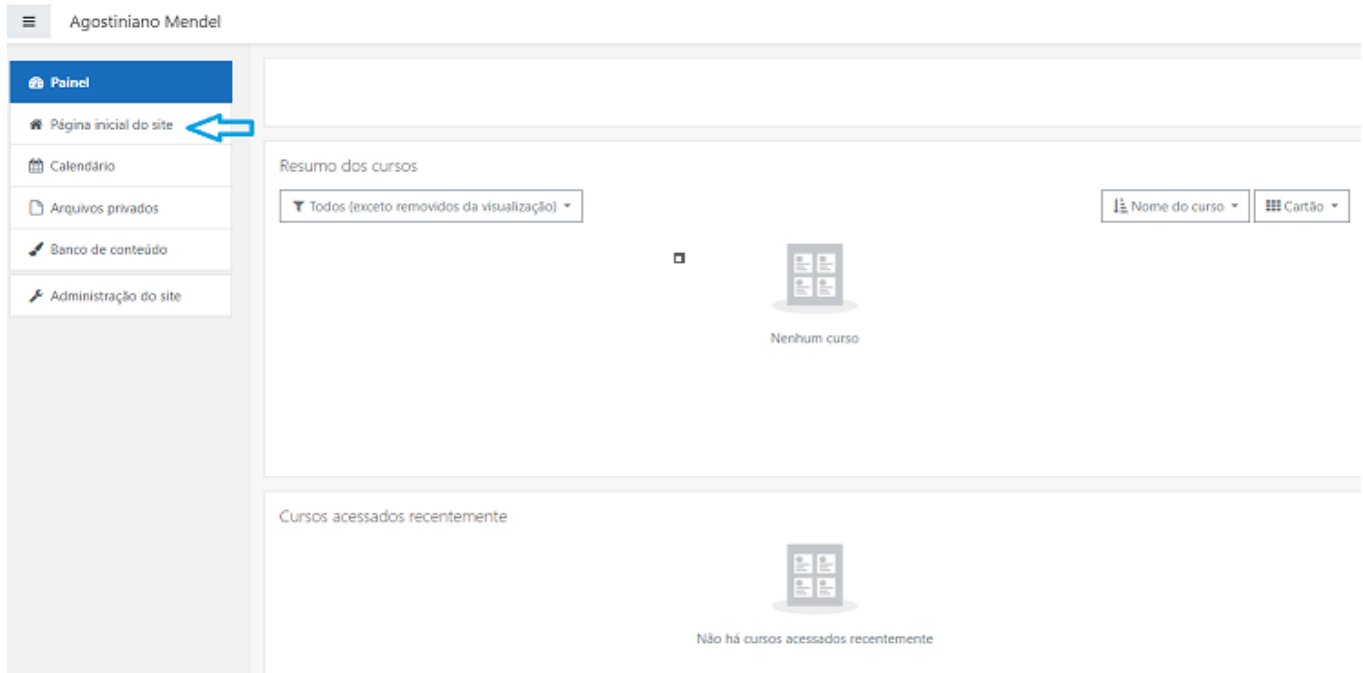 Agostiniano Mendel
Painel
Página inicial do site
Calendário
Arquivos privados
Banco de conteúdo
Administração do site
Resumo dos cursos
Todos (exceto removidos da visualização)
Nome do curso
Cartão
Nenhum curso
Cursos acessados recentemente
Não há cursos acessados recentemente